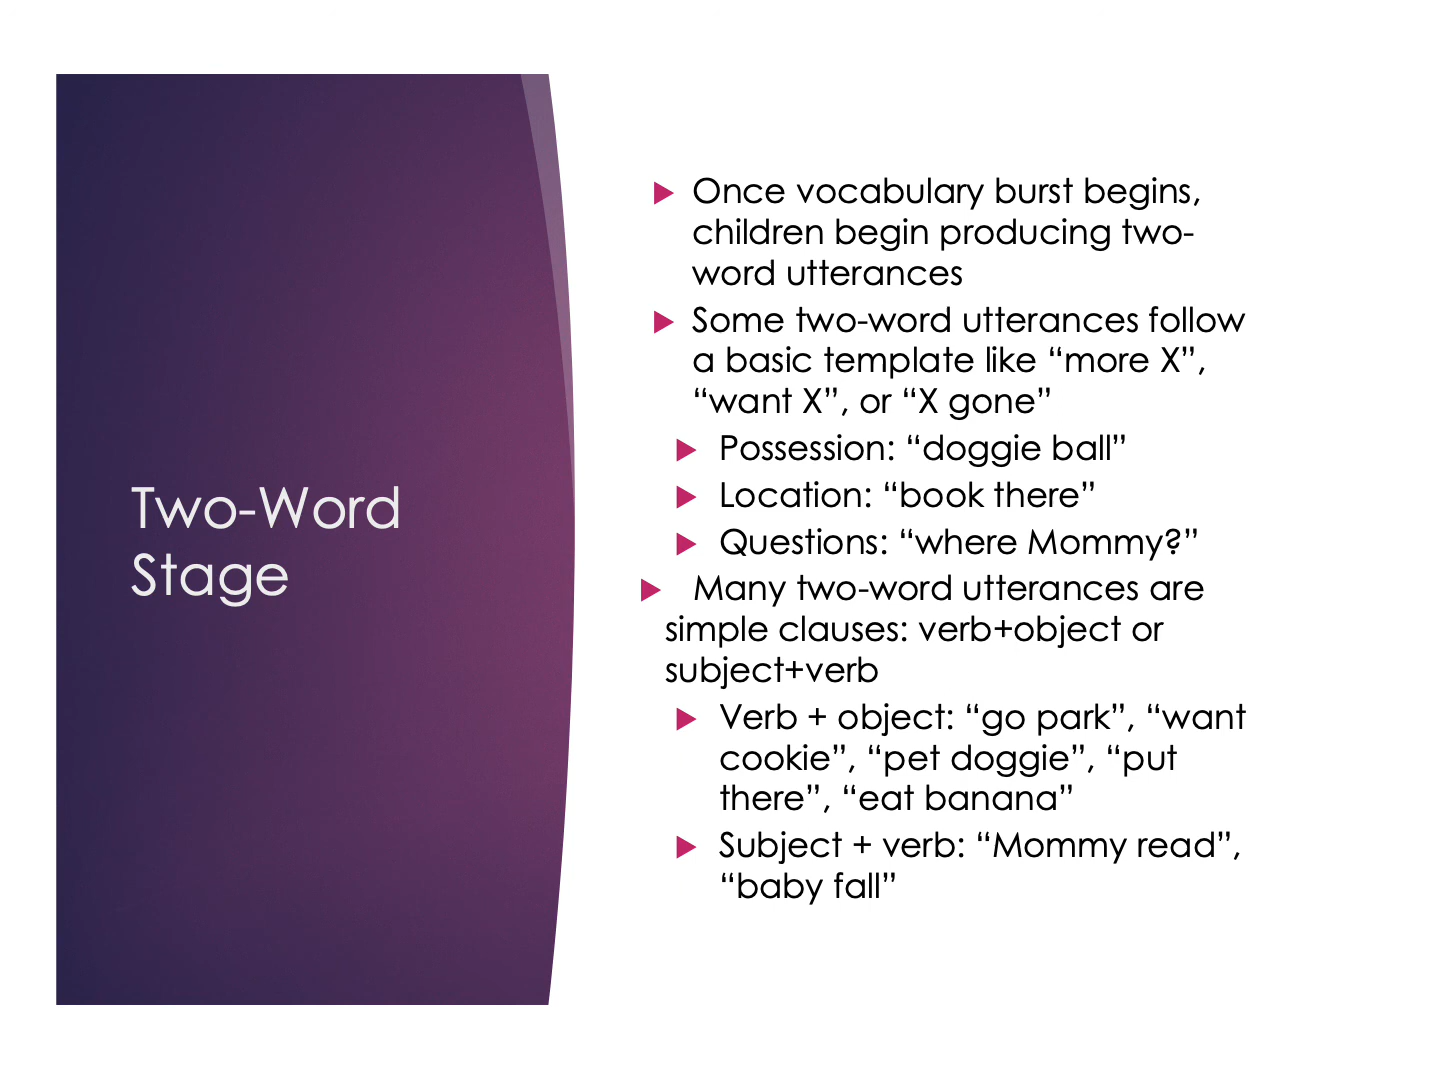 Two-Word
Stage
Once vocabulary burst begins,
children begin producing two-
word utterances
Some two-word utterances follow
a basic template like “more X”,
“want X”, or “X gone”
Possession: “doggie ball”
Location: “book there”
Questions: “where Mommy?”
Many two-word utterances are
simple clauses: verb+object or
subject+verb
Verb + object: “go park”, “want
cookie”, “pet doggie”, “put
there”, “eat banana”
Subject + verb: “Mommy read”,
“baby fall”